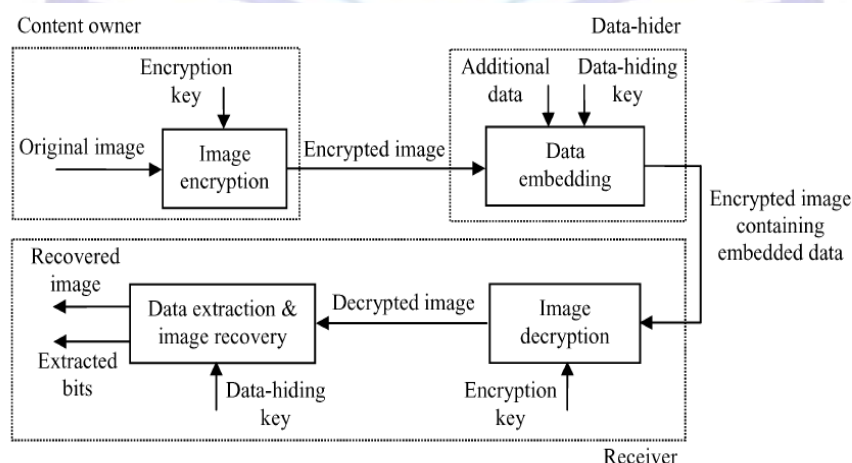 Content owner
Data-hider
Encryption
key
Additional
data
Data-hiding
key
Original image
Image
encryption
Encrypted image
Data
embedding
Encrypted image
containing
embedded data
Recovered
image
Data extraction &
image recovery
Decrypted image
Image
decryption
Extracted
bits
Data-hiding
key
Encryption
key
Receiver